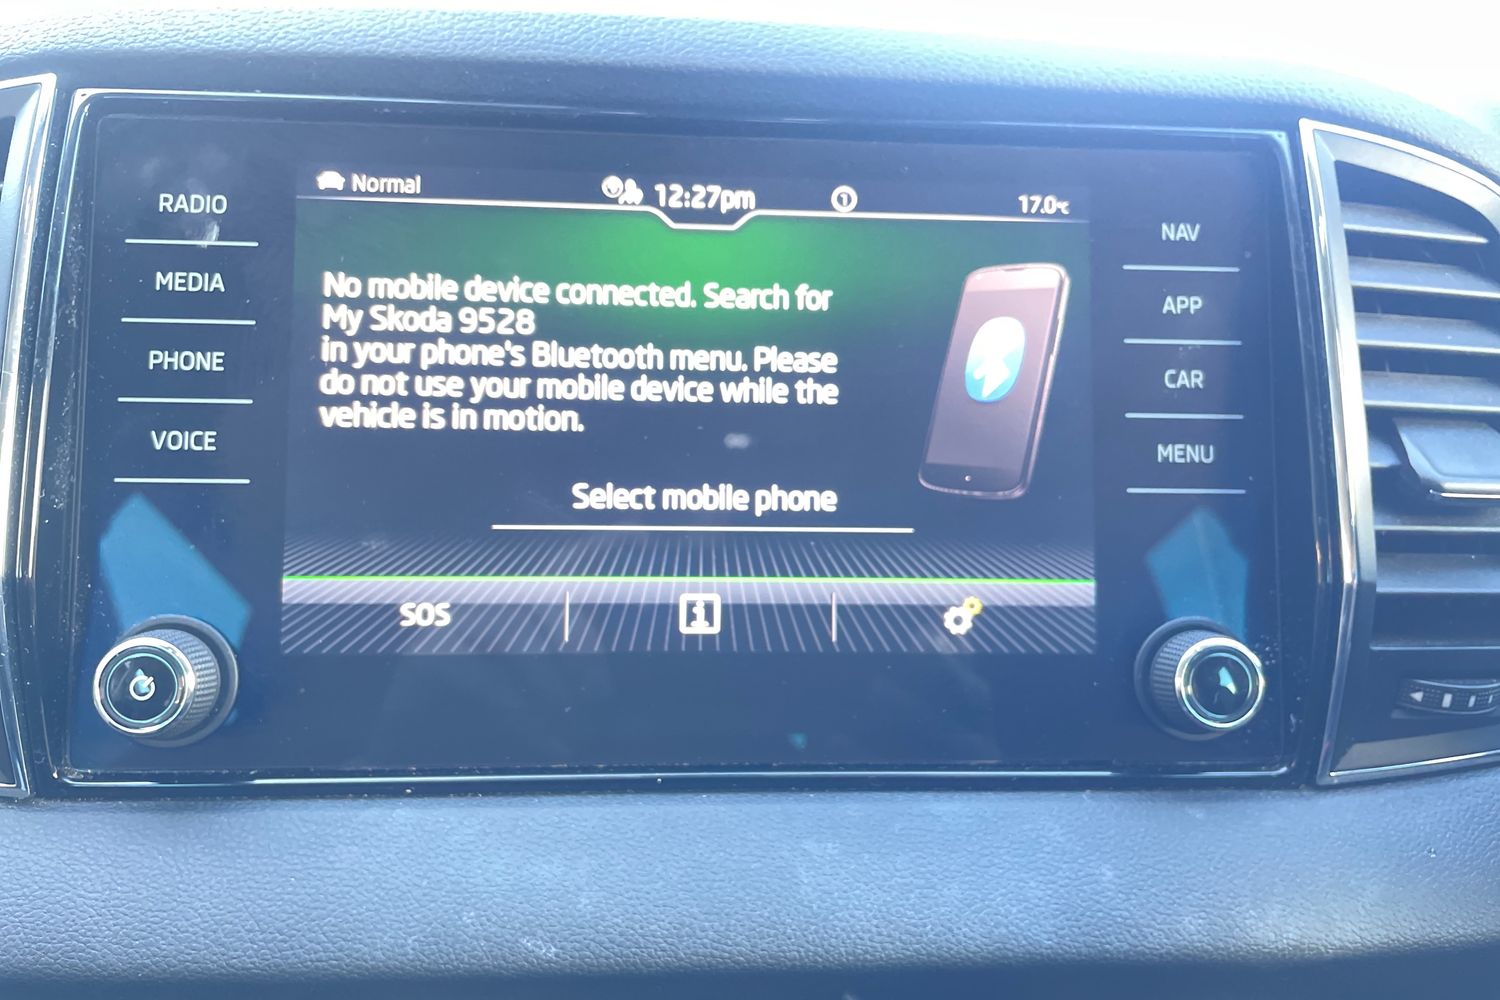 Normal
12:27pm
1
17.0°C
RADIO
MEDIA
PHONE
VOICE
No mobile device connected. Search for
My Skoda 9528
in your phone's Bluetooth menu. Please
do not use your mobile device while the
vehicle is in motion.
Select mobile phone
SOS
i
NAV
APP
CAR
MENU